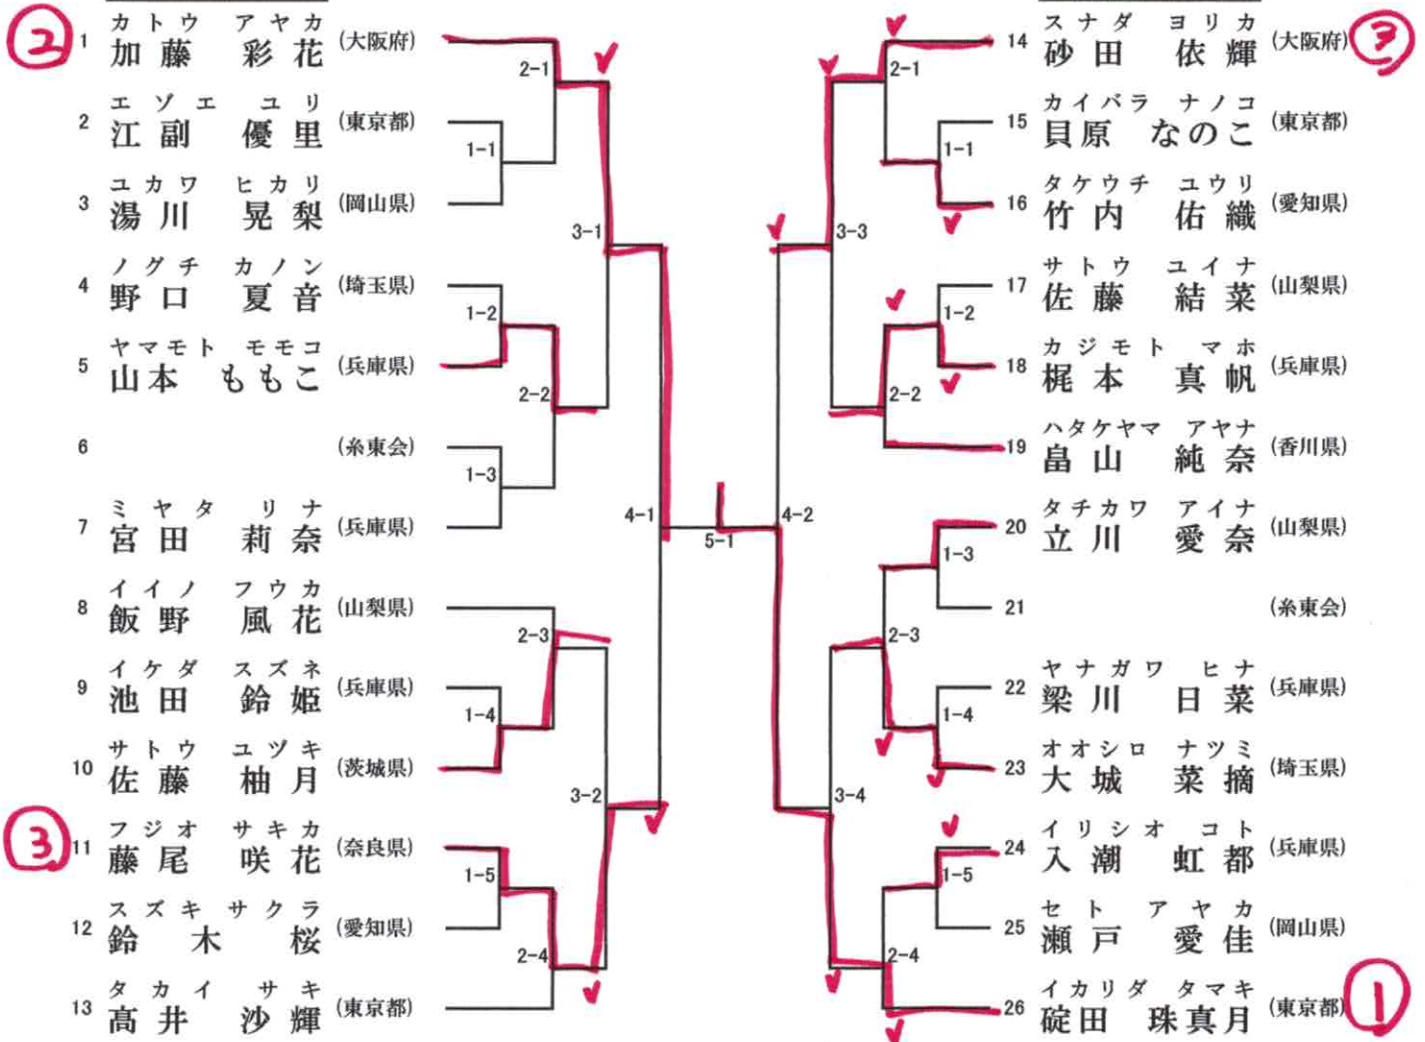 ② カトウ アヤカ
1 加藤 彩花 (大阪府)
エゾエ ユリ
2 江副 優里 (東京都)
ユカワ ヒカリ
3 湯川 晃梨 (岡山県)
ノグチ カノン
4 野口 夏音 (埼玉県)
ヤマモト モモコ
5 山本 ももこ (兵庫県)
6 (糸東会)
ミヤタ リナ
7 宮田 莉奈 (兵庫県)
イイノ フウカ
8 飯野 風花 (山梨県)
イケダ スズネ
9 池田 鈴姫 (兵庫県)
サトウ ユヅキ
10 佐藤 柚月 (茨城県)
③ フジオ サキカ
11 藤尾 咲花 (奈良県)
スズキ サクラ
12 鈴木 桜 (愛知県)
タカイ サキ
13 髙井 沙輝 (東京都)
2-1
1-1
3-1
1-2
2-2
1-3
4-1
2-3
1-4
3-2
1-5
2-4
5-1
2-1
1-1
3-3
1-2
2-2
4-2
1-3
2-3
1-4
3-4
1-5
2-4
スナダ ヨリカ
14 砂田 依輝 (大阪府) ③
カイバラ ナノコ
15 貝原 なのこ (東京都)
タケウチ ユウリ
16 竹内 佑織 (愛知県)
サトウ ユイナ
17 佐藤 結菜 (山梨県)
カジモト マホ
18 梶本 真帆 (兵庫県)
ハタケヤマ アヤナ
19 畠山 純奈 (香川県)
タチカワ アイナ
20 立川 愛奈 (山梨県)
21 (糸東会)
ヤナガワ ヒナ
22 梁川 日菜 (兵庫県)
オオシロ ナツミ
23 大城 菜摘 (埼玉県)
イリシオ コト
24 入潮 虹都 (兵庫県)
セト アヤカ
25 瀬戸 愛佳 (岡山県)
イカリダ タマキ
26 碇田 珠真月 (東京都) ①